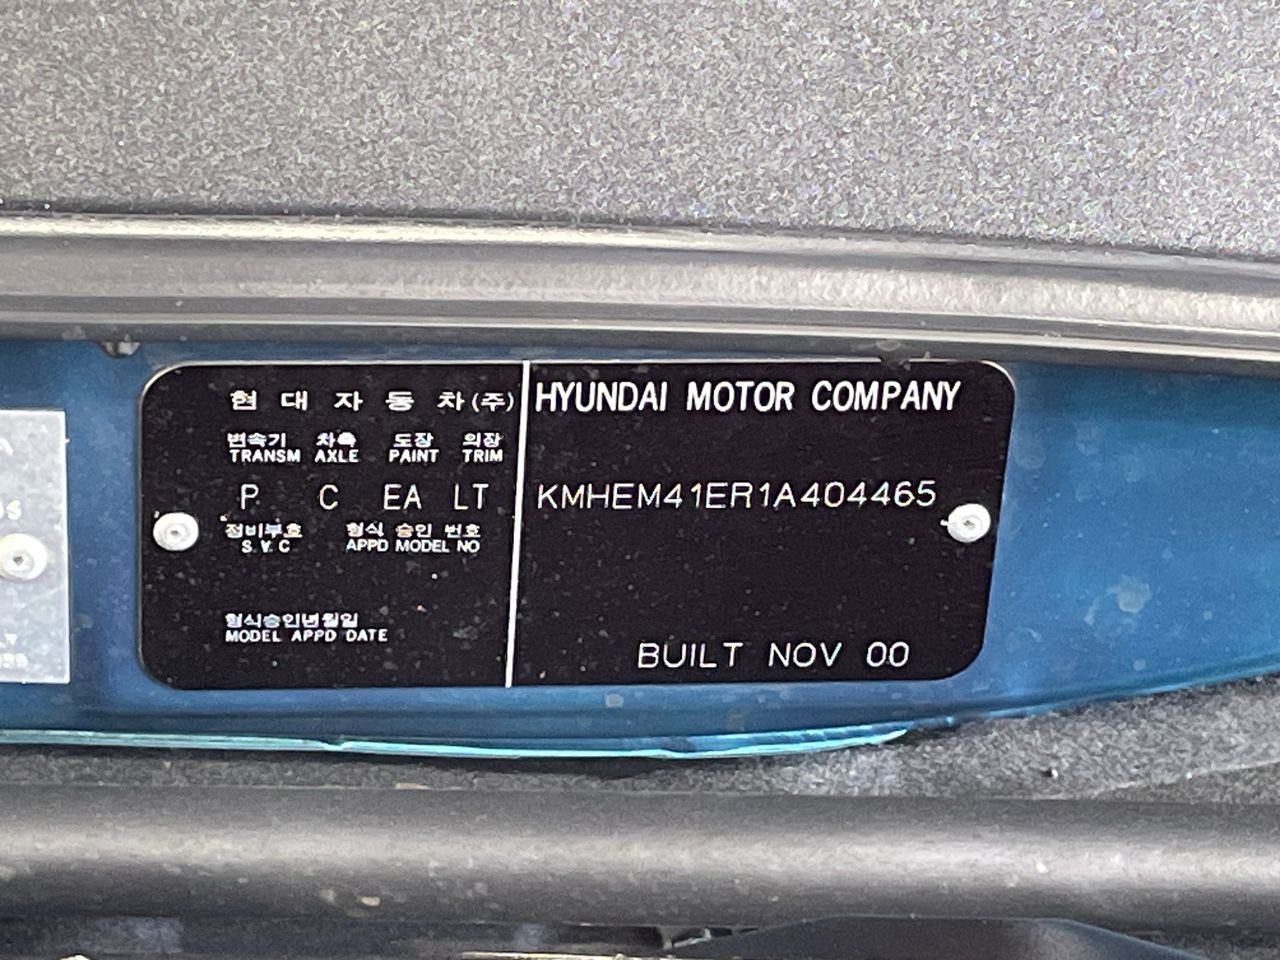 현대자동차(주)
변속기 차축 도장 의장
TRANSM AXLE PAINT TRIM
P C EA LT
정비부호 형식 승인 번호
S.V.C APPD MODEL NO
형식승인년월일
MODEL APPD DATE
HYUNDAI MOTOR COMPANY
KMHEM41ER1A404465
BUILT NOV 00